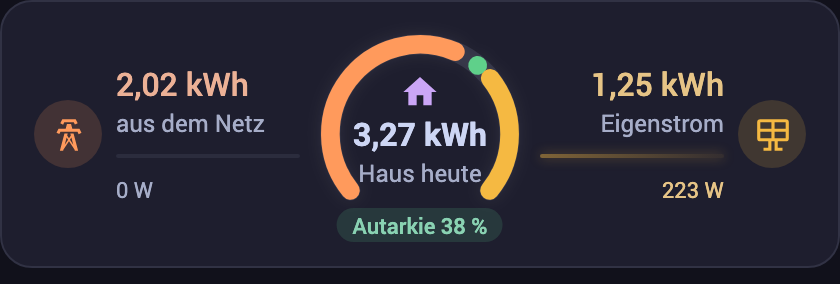 2,02 kWh
aus dem Netz
0 W
3,27 kWh
Haus heute
Autarkie 38 %
1,25 kWh
Eigenstrom
223 W